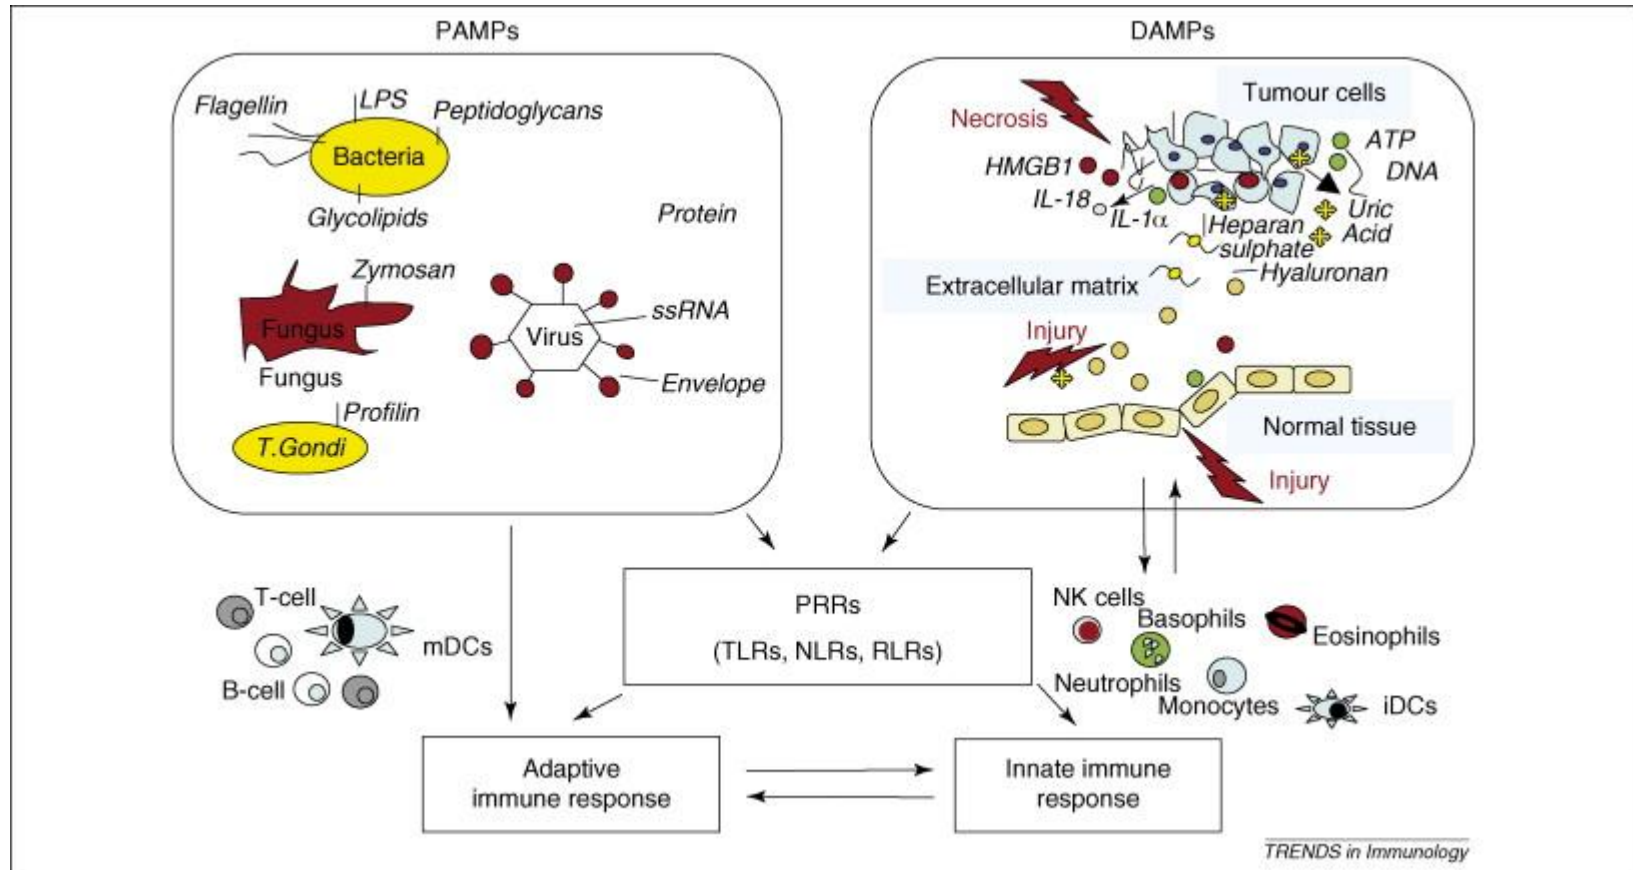 PAMPs
DAMPs
Flagellin
LPS
Peptidoglycans
Bacteria
Glycolipids
Protein
Zymosan
Fungus
Fungus
Virus
ssRNA
Envelope
Profilin
T.Gondi
Tumour cells
Necrosis
ATP
DNA
HMGB1
IL-18
IL-1α
Heparan
sulphate
Uric
Acid
Hyaluronan
Extracellular matrix
Injury
Normal tissue
Injury
T-cell
mDCs
B-cell
PRRs
(TLRs, NLRs, RLRs)
NK cells
Basophils
Eosinophils
Neutrophils
Monocytes
iDCs
Adaptive
immune response
Innate immune
response
TRENDS in Immunology